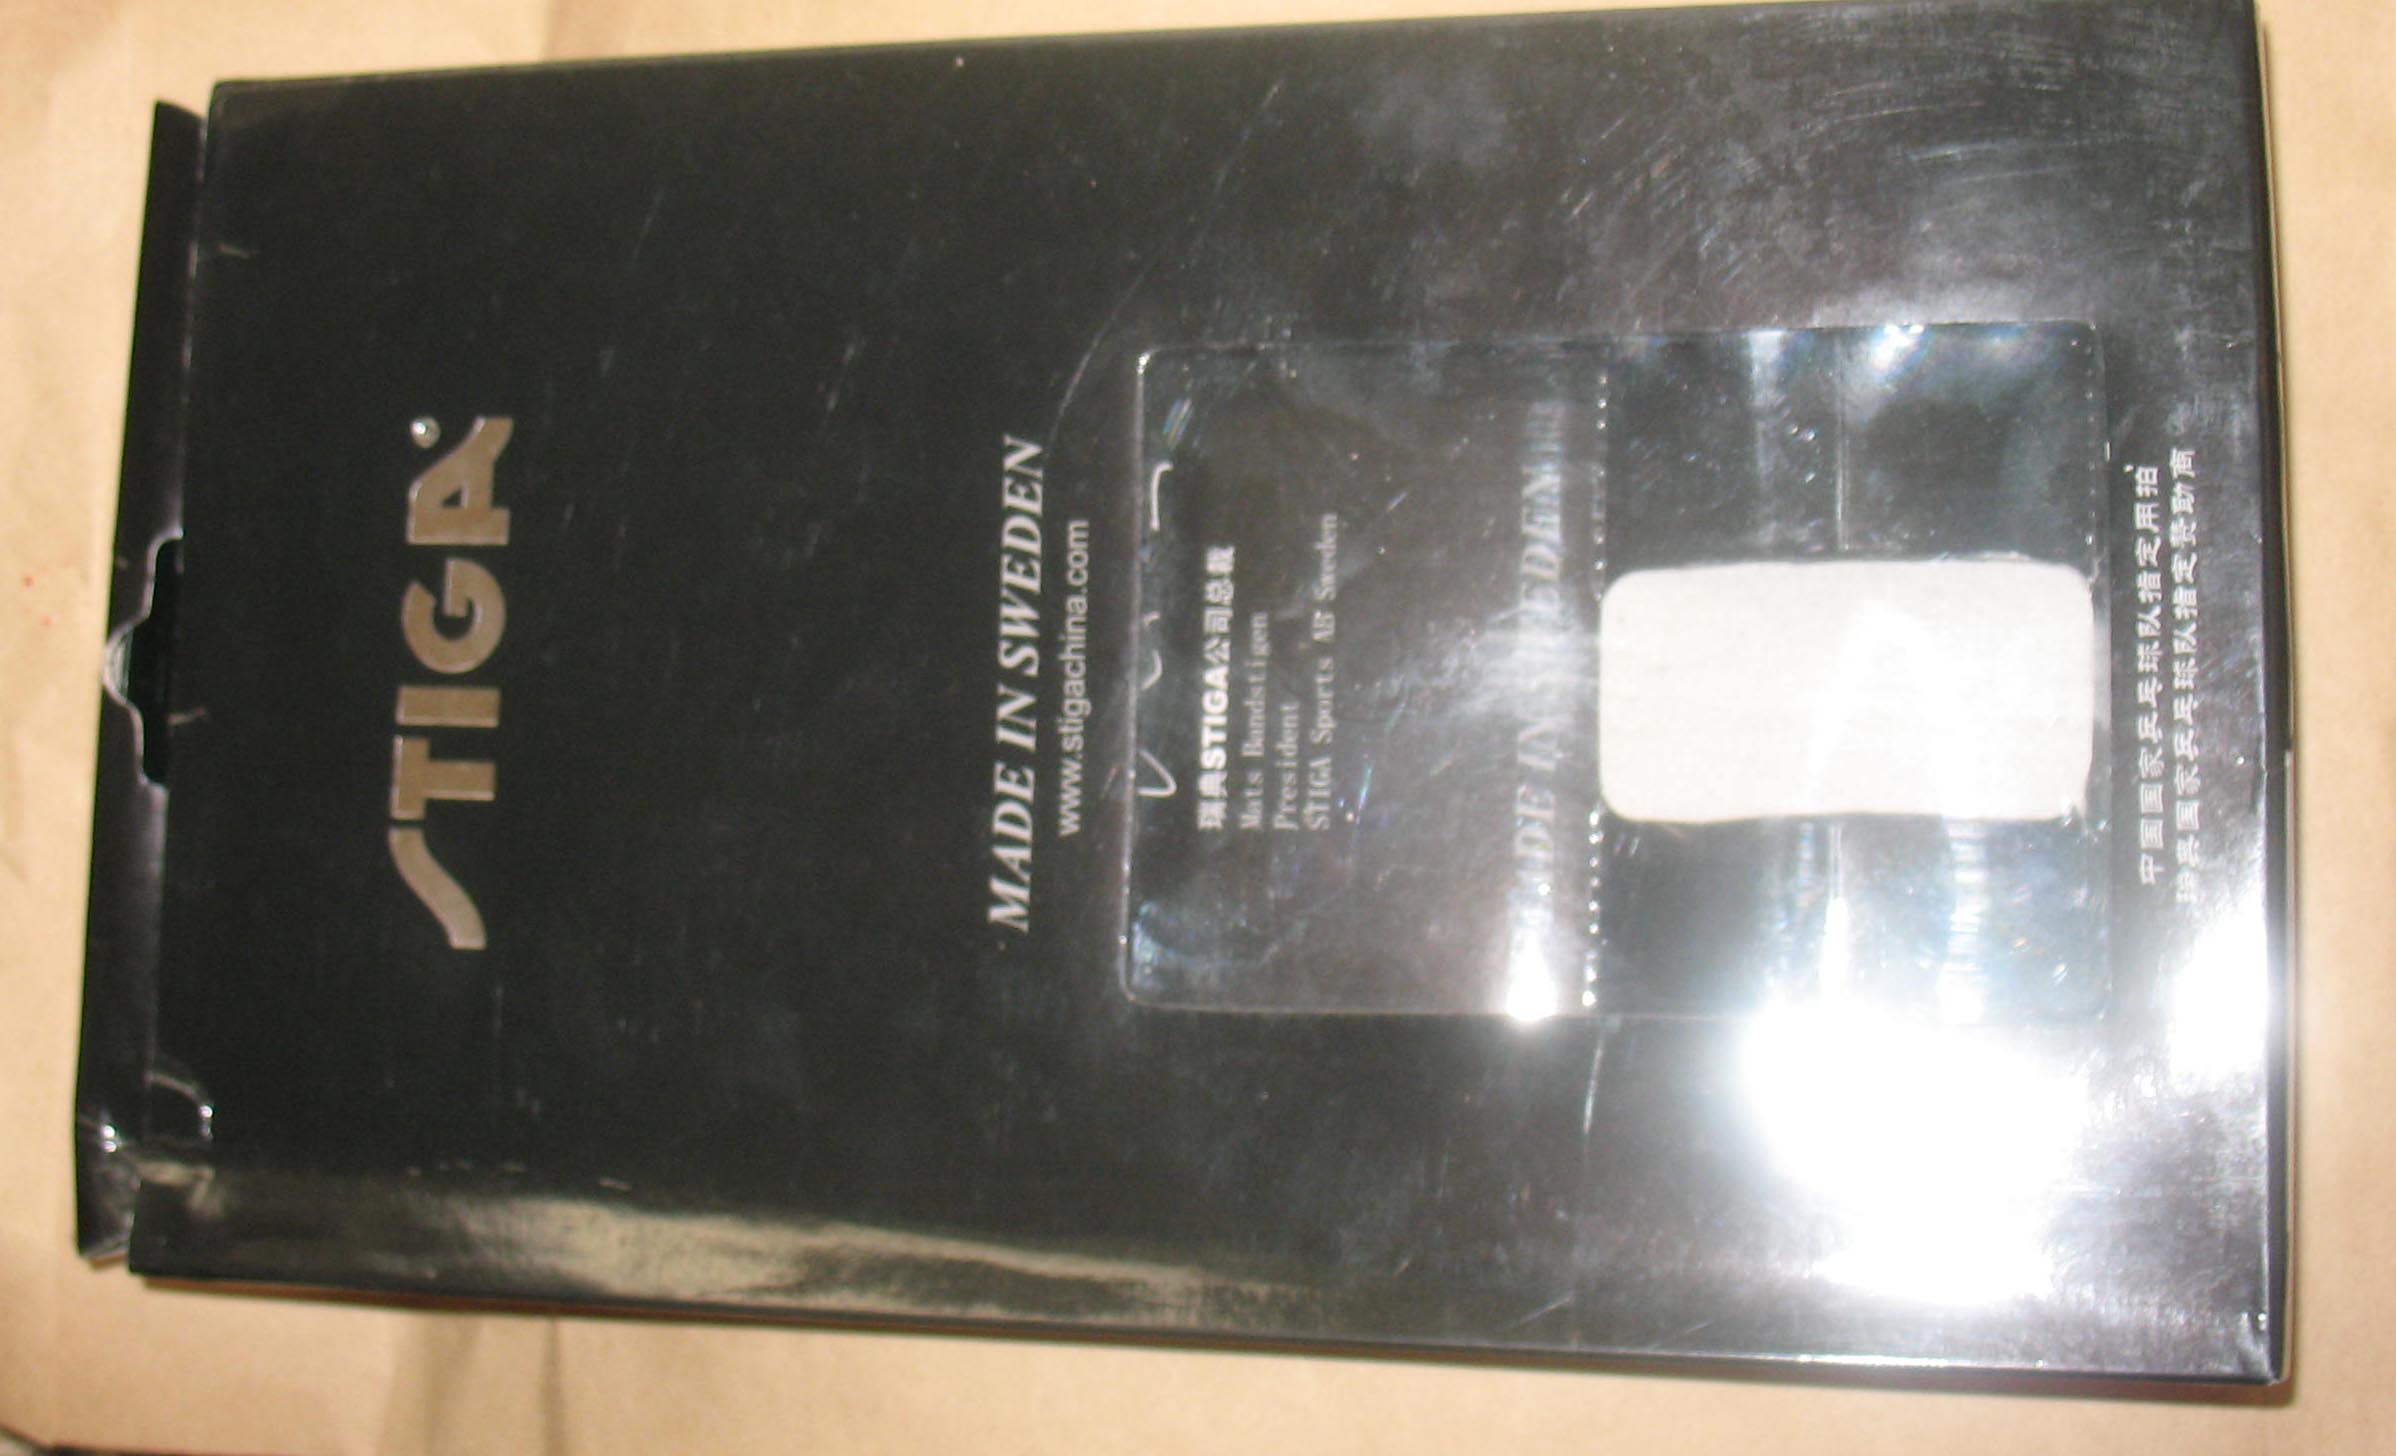 STIGA
MADE IN SWEDEN
www.stigachina.com
瑞典STIGA公司总裁
Mats Bandstigen
President
STIGA Sports AB Sweden
MADE IN SWEDEN
中国国家乒乓球队指定用拍
瑞典国家乒乓球队指定赞助商